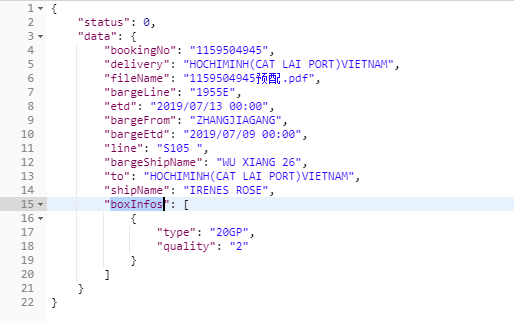 1 {
2 "status": 0,
3 "data": {
4 "bookingNo": "1159504945",
5 "delivery": "HOCHIMINH(CAT LAI PORT)VIETNAM",
6 "fileName": "1159504945预配.pdf",
7 "bargeLine": "1955E",
8 "etd": "2019/07/13 00:00",
9 "bargeFrom": "ZHANGJIAGANG",
10 "bargeEtd": "2019/07/09 00:00",
11 "line": "S105 ",
12 "bargeShipName": "WU XIANG 26",
13 "to": "HOCHIMINH(CAT LAI PORT)VIETNAM",
14 "shipName": "IRENES ROSE",
15 "boxInfos": [
16 {
17 "type": "20GP",
18 "quality": "2"
19 }
20 ]
21 }
22 }